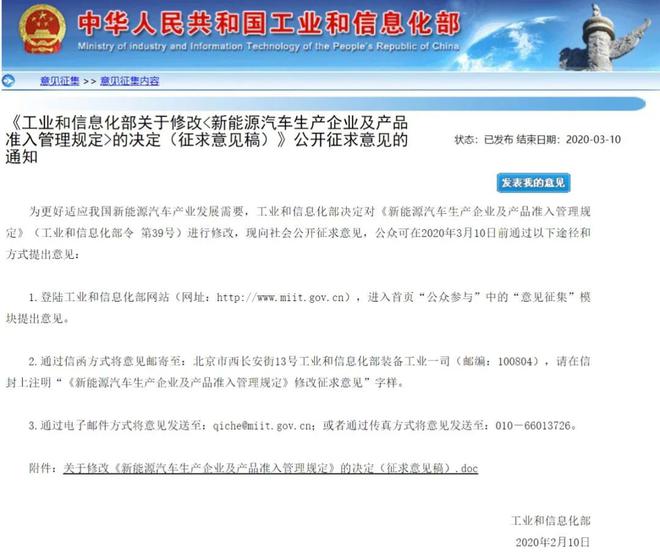 中华人民共和国工业和信息化部
Ministry of industry and Information Technology of the People's Republic of China
意见征集 >> 意见征集内容
《工业和信息化部关于修改<新能源汽车生产企业及产品
准入管理规定>的决定（征求意见稿）》公开征求意见的
通知
状态：已发布 结束日期：2020-03-10
发表我的意见
为更好适应我国新能源汽车产业发展需要，工业和信息化部决定对《新能源汽车生产企业及产品准入管理规
定》（工业和信息化部令 第39号）进行修改，现向社会公开征求意见，公众可在2020年3月10日前通过以下途径和
方式提出意见：
1.登陆工业和信息化部网站（网址：http://www.miit.gov.cn），进入首页“公众参与”中的“意见征集”模
块提出意见。
2.通过信函方式将意见邮寄至：北京市西长安街13号工业和信息化部装备工业一司（邮编：100804），请在信
封上注明“《新能源汽车生产企业及产品准入管理规定》修改征求意见”字样。
3.通过电子邮件方式将意见发送至：qiche@miit.gov.cn；或者通过传真方式将意见发送至：010－66013726。
附件：关于修改《新能源汽车生产企业及产品准入管理规定》的决定（征求意见稿）.doc
工业和信息化部
2020年2月10日